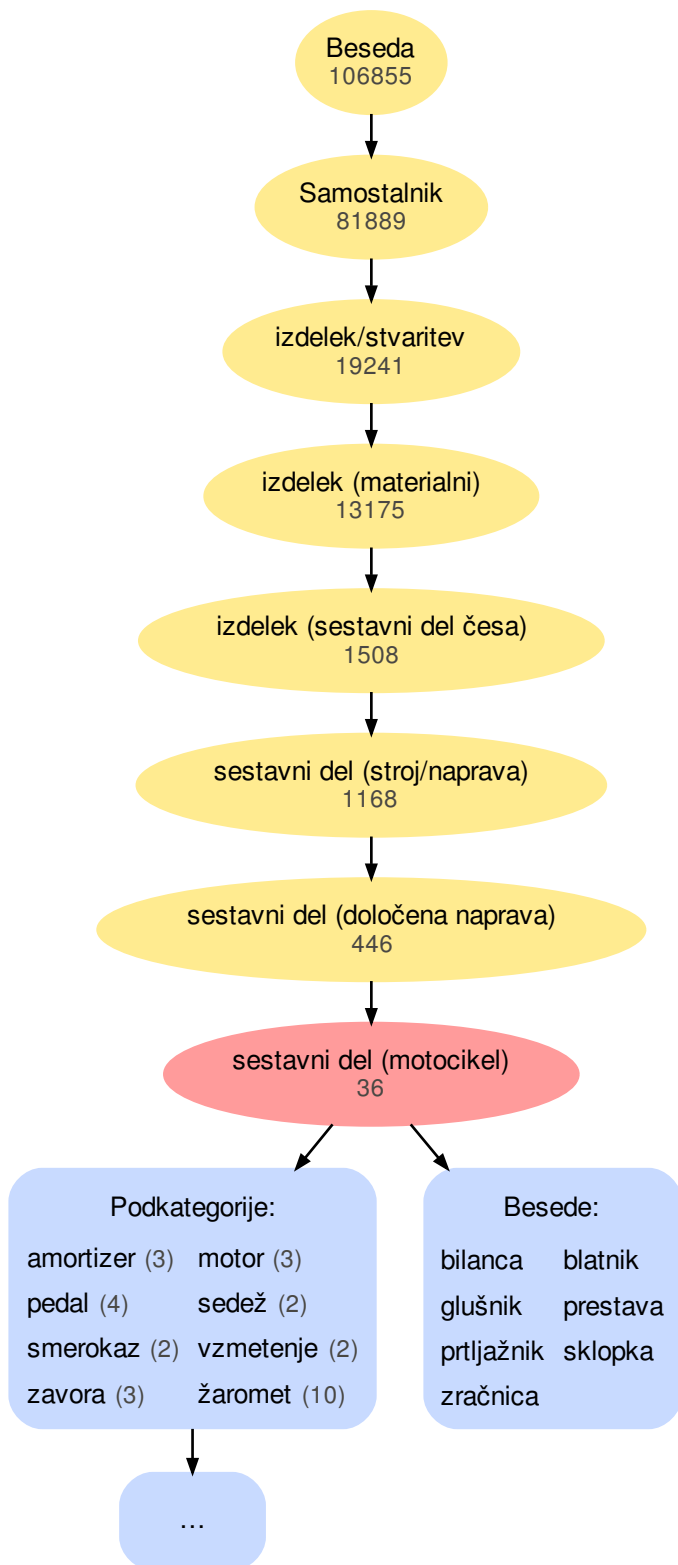 Beseda
106855
Samostalnik
81889
izdelek/stvaritev
19241
izdelek (materialni)
13175
izdelek (sestavni del česa)
1508
sestavni del (stroj/naprava)
1168
sestavni del (določena naprava)
446
sestavni del (motocikel)
36
Podkategorije:
amortizer (3) motor (3)
pedal (4) sedež (2)
smerokaz (2) vzmetenje (2)
zavora (3) žaromet (10)
Besede:
bilanca blatnik
glušnik prestava
prtljažnik sklopka
zračnica
...